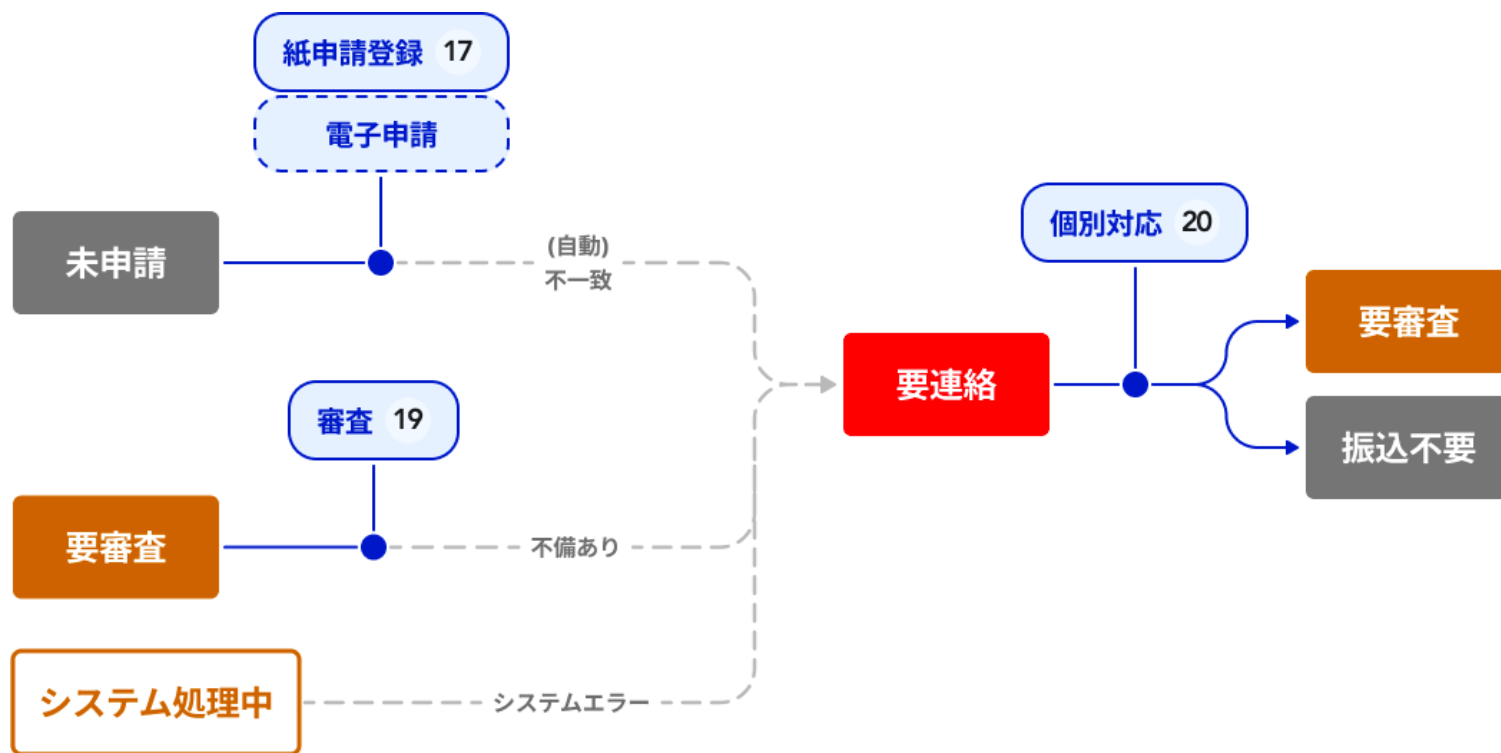 紙申請登録 17
電子申請
未申請
(自動)
不一致
個別対応 20
要審査
要連絡
振込不要
審査 19
要審査
不備あり
システム処理中
システムエラー